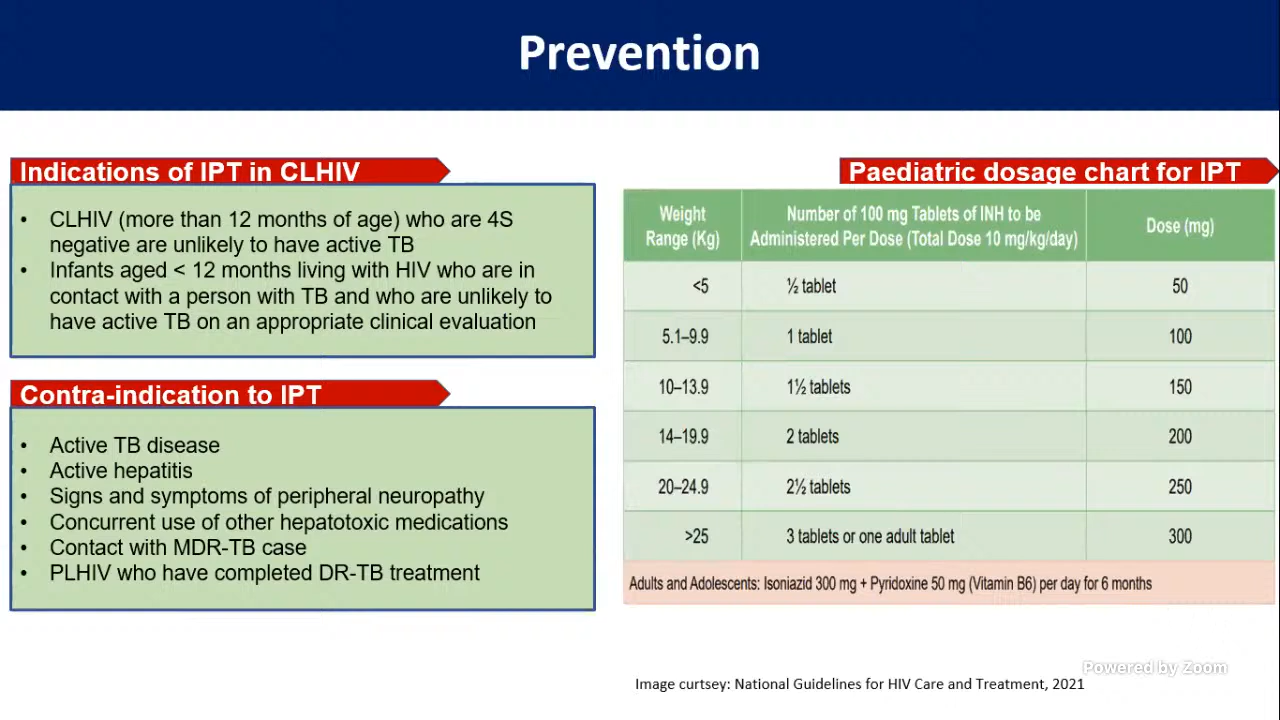 Prevention
Indications of IPT in CLHIV
• CLHIV (more than 12 months of age) who are 4S
negative are unlikely to have active TB
• Infants aged < 12 months living with HIV who are in
contact with a person with TB and who are unlikely to
have active TB on an appropriate clinical evaluation
Contra-indication to IPT
• Active TB disease
• Active hepatitis
• Signs and symptoms of peripheral neuropathy
• Concurrent use of other hepatotoxic medications
• Contact with MDR-TB case
• PLHIV who have completed DR-TB treatment
Paediatric dosage chart for IPT
Weight Range (Kg) Number of 100 mg Tablets of INH to be Administered Per Dose (Total Dose 10 mg/kg/day) Dose (mg)
<5 ½ tablet 50
5.1–9.9 1 tablet 100
10–13.9 1½ tablets 150
14–19.9 2 tablets 200
20–24.9 2½ tablets 250
>25 3 tablets or one adult tablet 300
Adults and Adolescents: Isoniazid 300 mg + Pyridoxine 50 mg (Vitamin B6) per day for 6 months
Powered by Zoom
Image curtsey: National Guidelines for HIV Care and Treatment, 2021